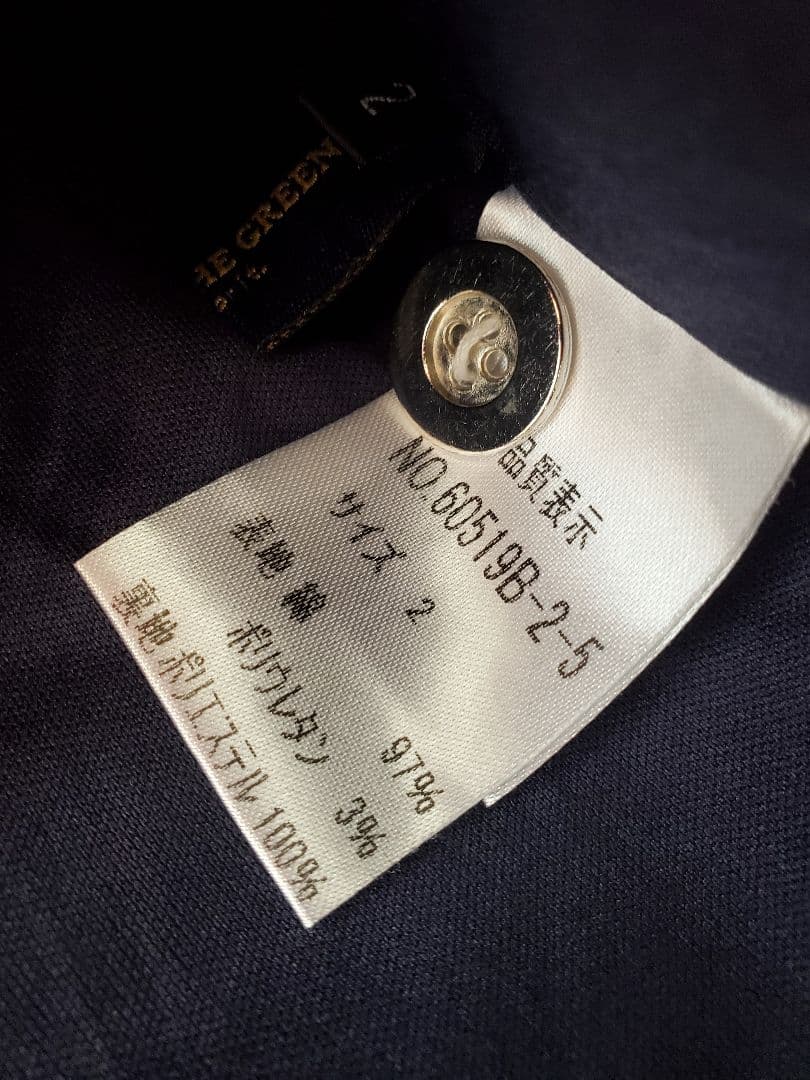 2
HE GREEN
品質表示
NO.60519B-2-5
サイズ 2
表地 綿 97%
ポリウレタン 3%
裏地 ポリエステル 100%